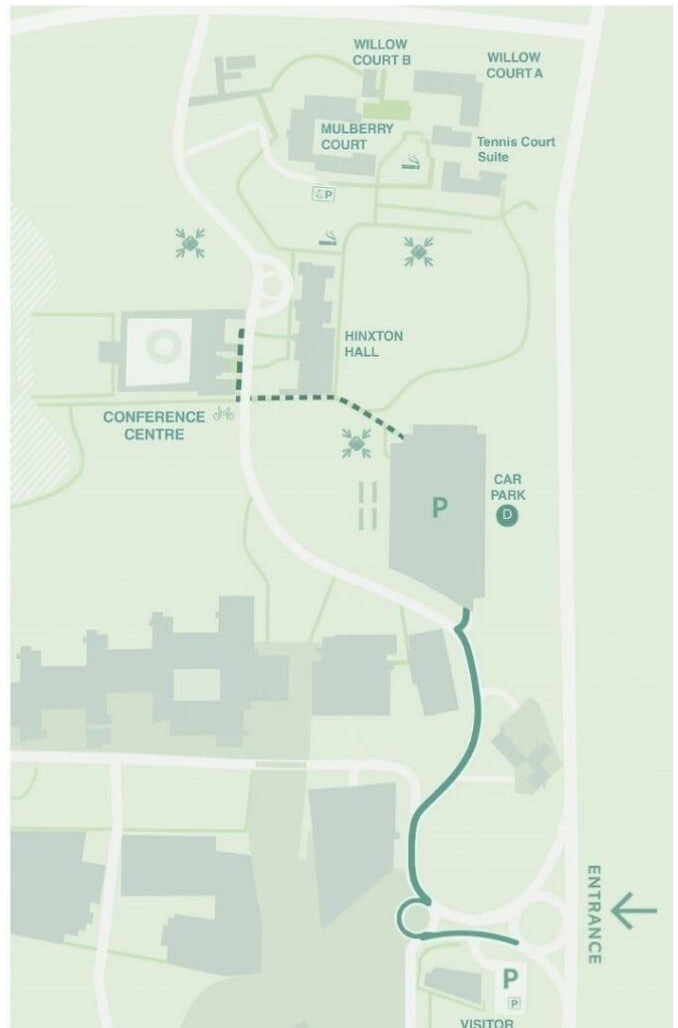 WILLOW
COURT B
WILLOW
COURT A
MULBERRY
COURT
Tennis Court
Suite
P
HINXTON
HALL
CONFERENCE
CENTRE
CAR
PARK
D
P
ENTRANCE
P
P
VISITOR